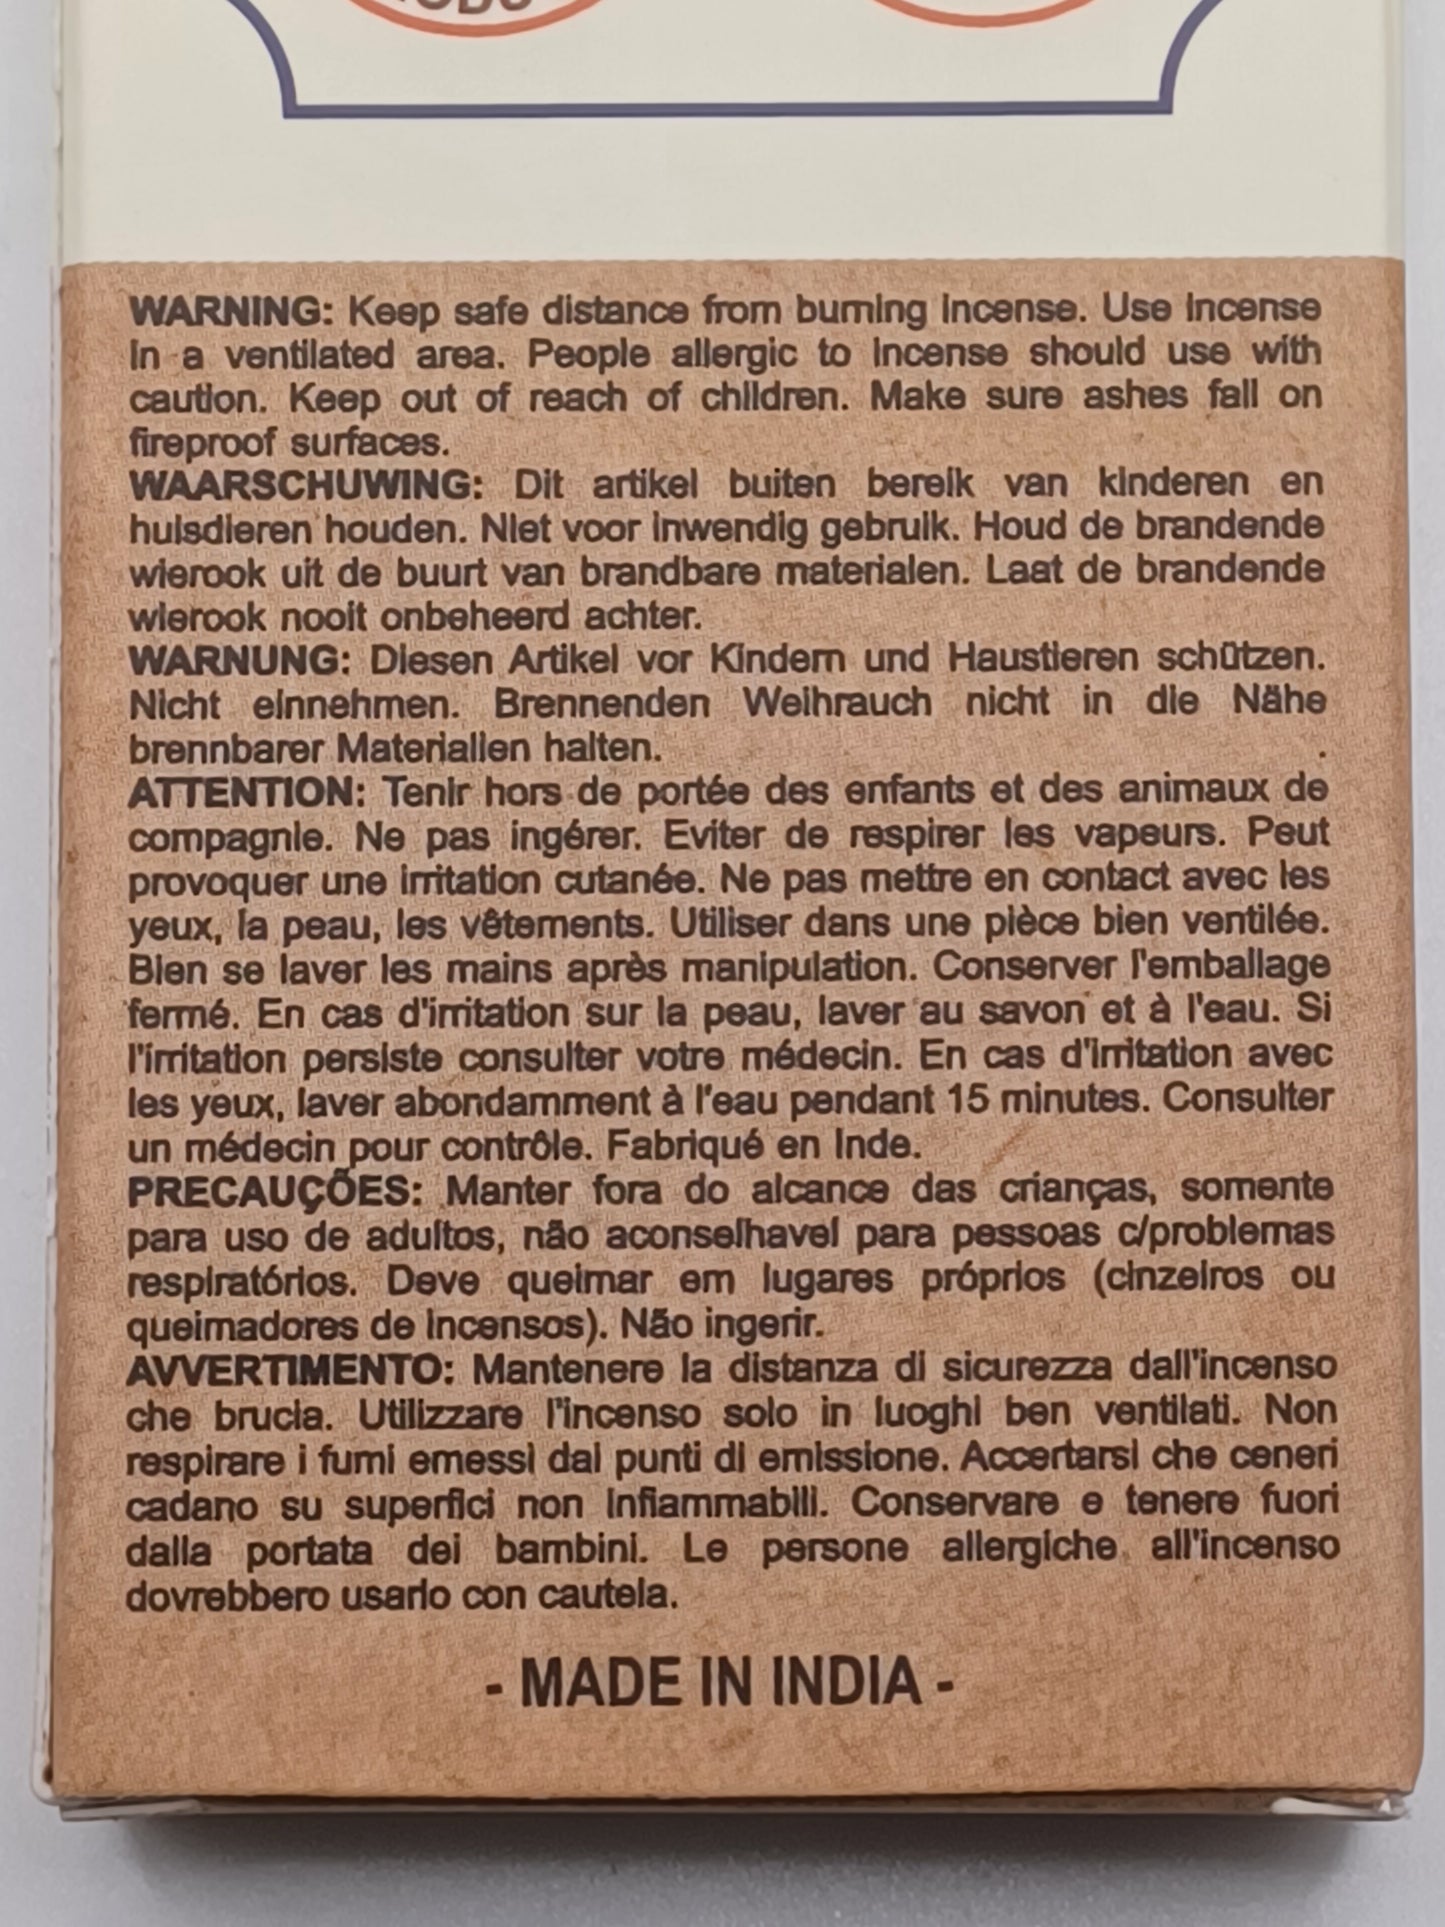 WARNING: Keep safe distance from burning incense. Use incense
in a ventilated area. People allergic to incense should use with
caution. Keep out of reach of children. Make sure ashes fall on
fireproof surfaces.
WAARSCHUWING: Dit artikel buiten bereik van kinderen en
huisdieren houden. Niet voor inwendig gebruik. Houd de brandende
wierook uit de buurt van brandbare materialen. Laat de brandende
wierook nooit onbeheerd achter.
WARNUNG: Diesen Artikel vor Kindern und Haustieren schützen.
Nicht einnehmen. Brennenden Weihrauch nicht in die Nähe
brennbarer Materialien halten.
ATTENTION: Tenir hors de portée des enfants et des animaux de
compagnie. Ne pas ingérer. Eviter de respirer les vapeurs. Peut
provoquer une irritation cutanée. Ne pas mettre en contact avec les
yeux, la peau, les vêtements. Utiliser dans une pièce bien ventilée.
Bien se laver les mains après manipulation. Conserver l'emballage
fermé. En cas d'irritation sur la peau, laver au savon et à l'eau. Si
l'irritation persiste consulter votre médecin. En cas d'irritation avec
les yeux, laver abondamment à l'eau pendant 15 minutes. Consulter
un médecin pour contrôle. Fabriqué en Inde.
PRECAUÇÕES: Manter fora do alcance das crianças, somente
para uso de adultos, não aconselhavel para pessoas c/problemas
respiratórios. Deve queimar em lugares próprios (cinzeiros ou
queimadores de incensos). Não ingerir.
AVVERTIMENTO: Mantenere la distanza di sicurezza dall'incenso
che brucia. Utilizzare l'incenso solo in luoghi ben ventilati. Non
respirare i fumi emessi dai punti di emissione. Accertarsi che ceneri
cadano su superfici non infiammabili. Conservare e tenere fuori
dalla portata dei bambini. Le persone allergiche all'incenso
dovrebbero usarlo con cautela.
- MADE IN INDIA -